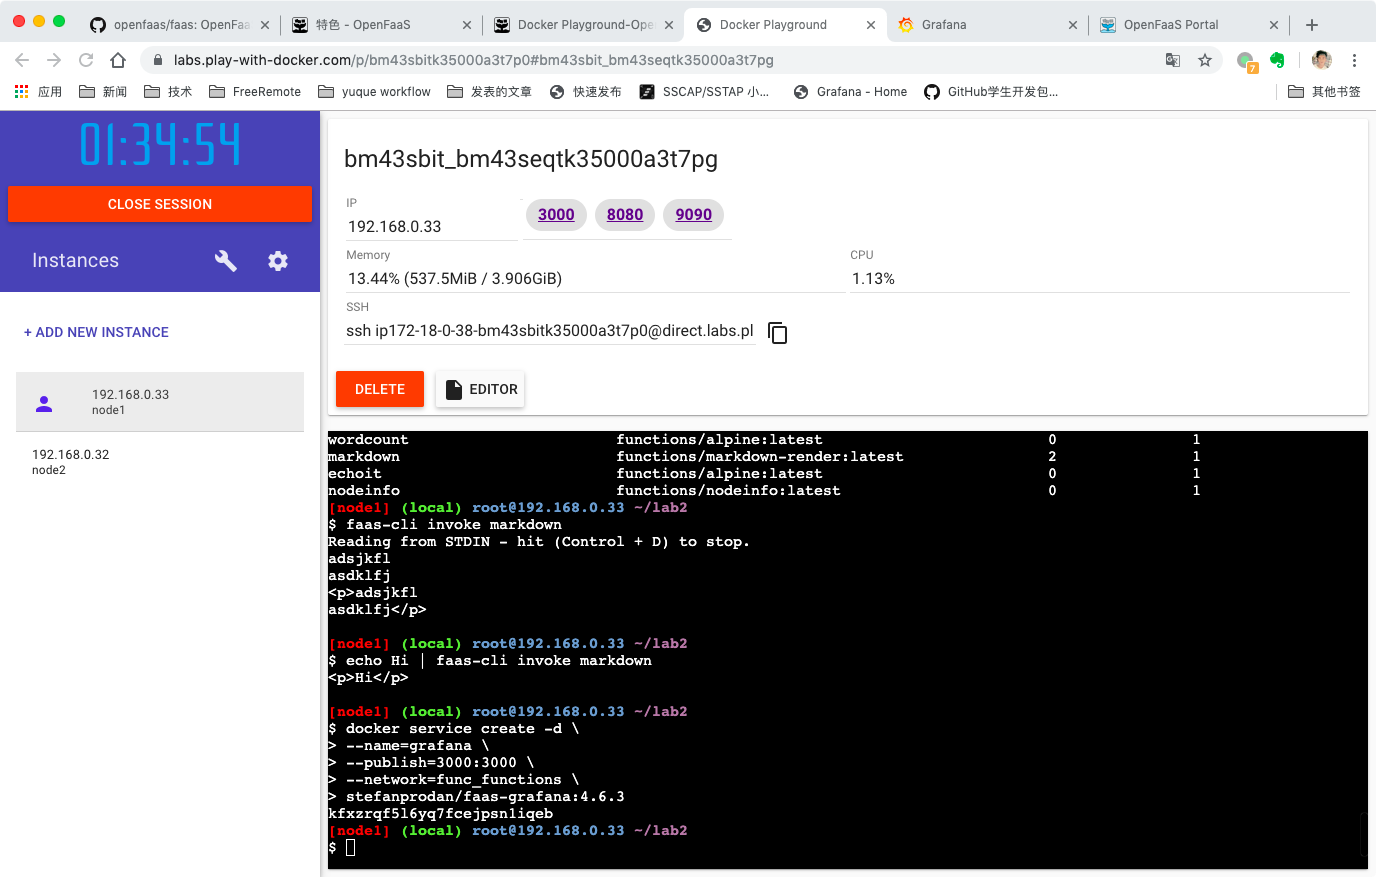 openfaas/faas: OpenFaa
特色 - OpenFaaS
Docker Playground-Ope
Docker Playground
Grafana
OpenFaaS Portal
labs.play-with-docker.com/p/bm43sbitk35000a3t7p0#bm43sbit_bm43seqtk35000a3t7pg
7
应用
新闻
技术
FreeRemote
yuque workflow
发表的文章
快速发布
SSCAP/SSTAP 小...
Grafana - Home
GitHub学生开发包...
其他书签
01:34:54
CLOSE SESSION
Instances
+ ADD NEW INSTANCE
192.168.0.33
node1
192.168.0.32
node2
bm43sbit_bm43seqtk35000a3t7pg
IP
192.168.0.33
3000
8080
9090
Memory
13.44% (537.5MiB / 3.906GiB)
CPU
1.13%
SSH
ssh ip172-18-0-38-bm43sbitk35000a3t7p0@direct.labs.pl
DELETE
EDITOR
wordcount functions/alpine:latest 0 1
markdown functions/markdown-render:latest 2 1
echoit functions/alpine:latest 0 1
nodeinfo functions/nodeinfo:latest 0 1
[node1] (local) root@192.168.0.33 ~/lab2
$ faas-cli invoke markdown
Reading from STDIN - hit (Control + D) to stop.
adsjkfl
asdklfj
<p>adsjkfl
asdklfj</p>
[node1] (local) root@192.168.0.33 ~/lab2
$ echo Hi | faas-cli invoke markdown
<p>Hi</p>
[node1] (local) root@192.168.0.33 ~/lab2
$ docker service create -d \
> --name=grafana \
> --publish=3000:3000 \
> --network=func_functions \
> stefanprodan/faas-grafana:4.6.3
kfxzrqf5l6yq7fcejpsn1iqeb
[node1] (local) root@192.168.0.33 ~/lab2
$